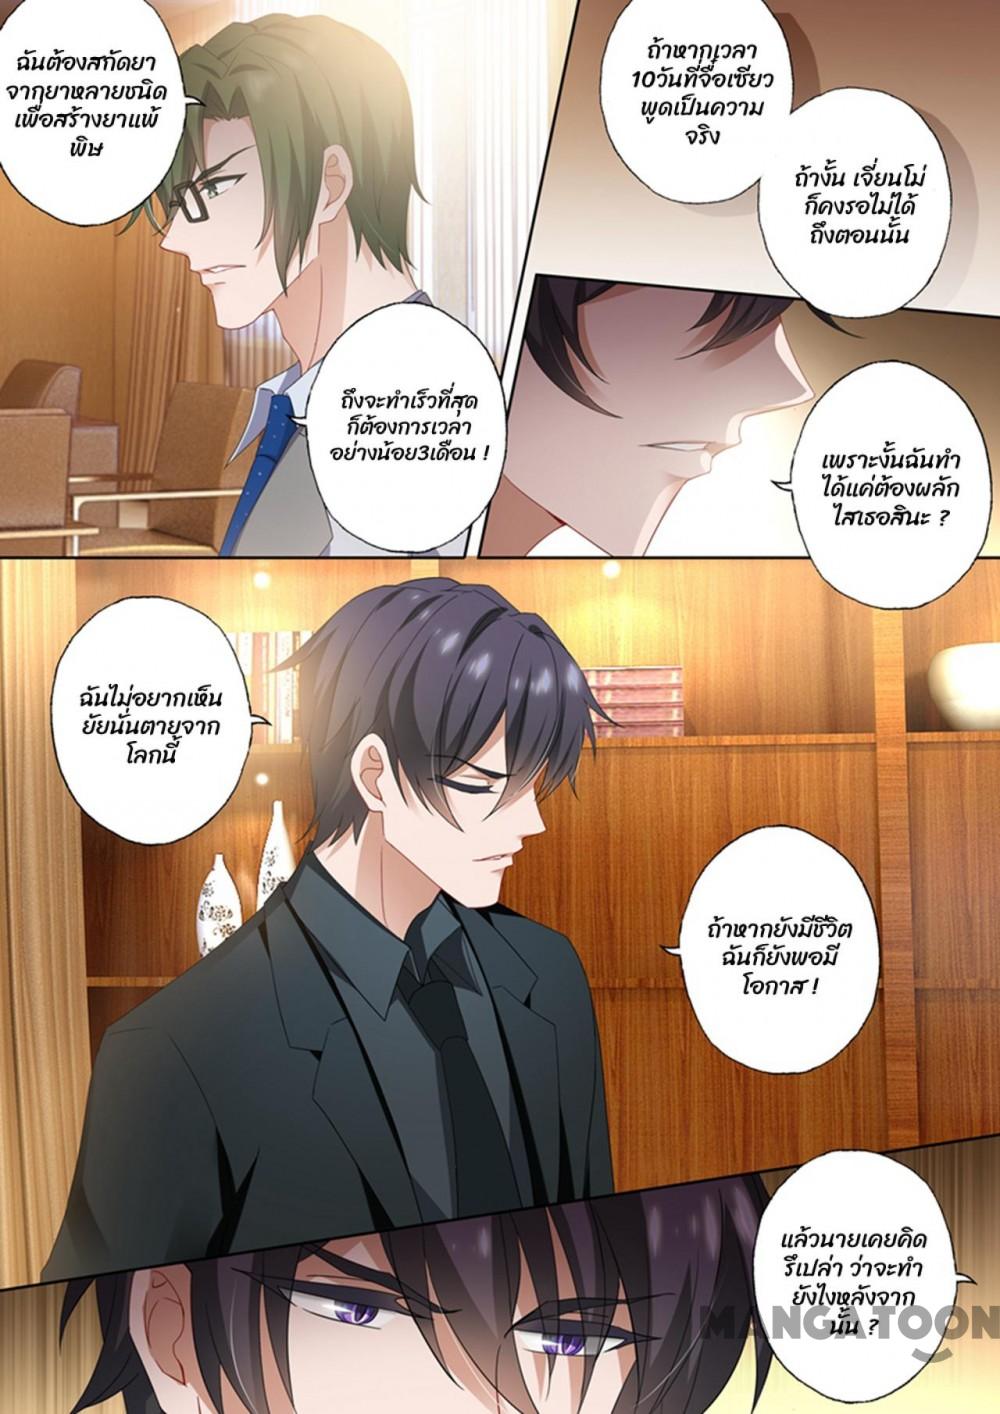 ฉันต้องสกัดยา
จากยาหลายชนิด
เพื่อสร้างยาแพ้
พิษ
ถึงจะทำเร็วที่สุด
ก็ต้องการเวลา
อย่างน้อย3เดือน !
ถ้าหากเวลา
10วันที่จื่อเซียว
พูดเป็นความ
จริง
ถ้างั้น เจี่ยนโม่
ก็คงรอไม่ได้
ถึงตอนนั้น
เพราะงั้นฉันทำ
ได้แค่ต้องผลัก
ไสเธอสินะ ?
ฉันไม่อยากเห็น
ยัยนั่นตายจาก
โลกนี้
ถ้าหากยังมีชีวิต
ฉันก็ยังพอมี
โอกาส !
แล้วนายเคยคิด
รึเปล่า ว่าจะทำ
ยังไงหลังจาก
นั้น ?
MANGATOON